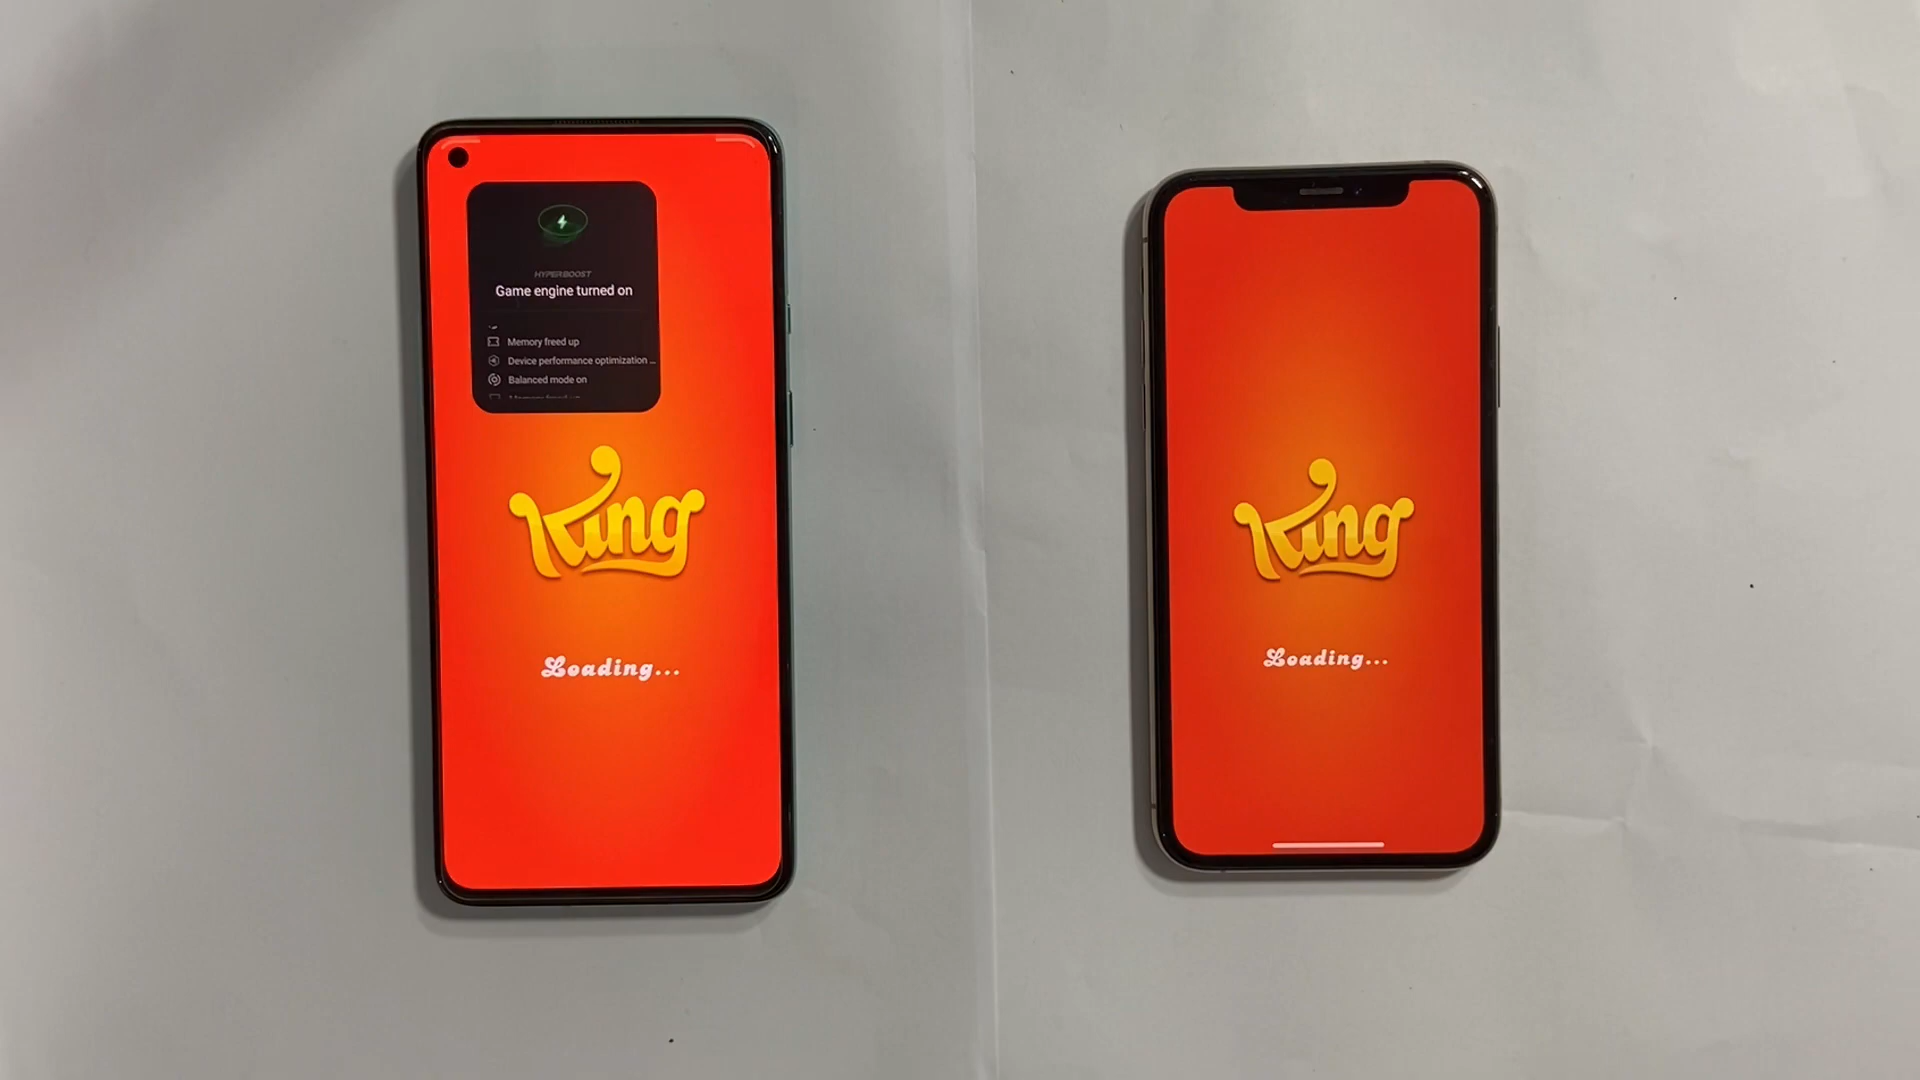 HYPERBOOST
Game engine turned on
Memory freed up
Device performance optimization ...
Balanced mode on
King
Loading...
King
Loading...